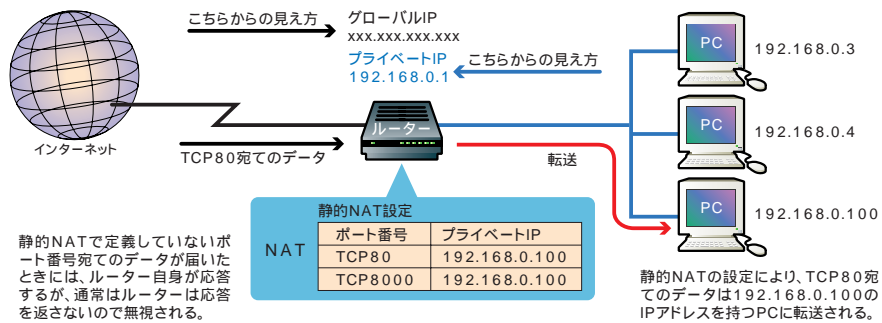 こちらからの見え方
グローバルIP
xxx.xxx.xxx.xxx
プライベートIP
192.168.0.1
こちらからの見え方
PC
192.168.0.3
PC
192.168.0.4
PC
192.168.0.100
インターネット
ルーター
TCP80宛てのデータ
転送
静的NAT設定
NAT
ポート番号 プライベートIP
TCP80 192.168.0.100
TCP8000 192.168.0.100
静的NATで定義していないポ
ート番号宛てのデータが届いた
ときには、ルーター自身が応答
するが、通常はルーターは応答
を返さないので無視される。
静的NATの設定により、TCP80宛
てのデータは192.168.0.100の
IPアドレスを持つPCに転送される。